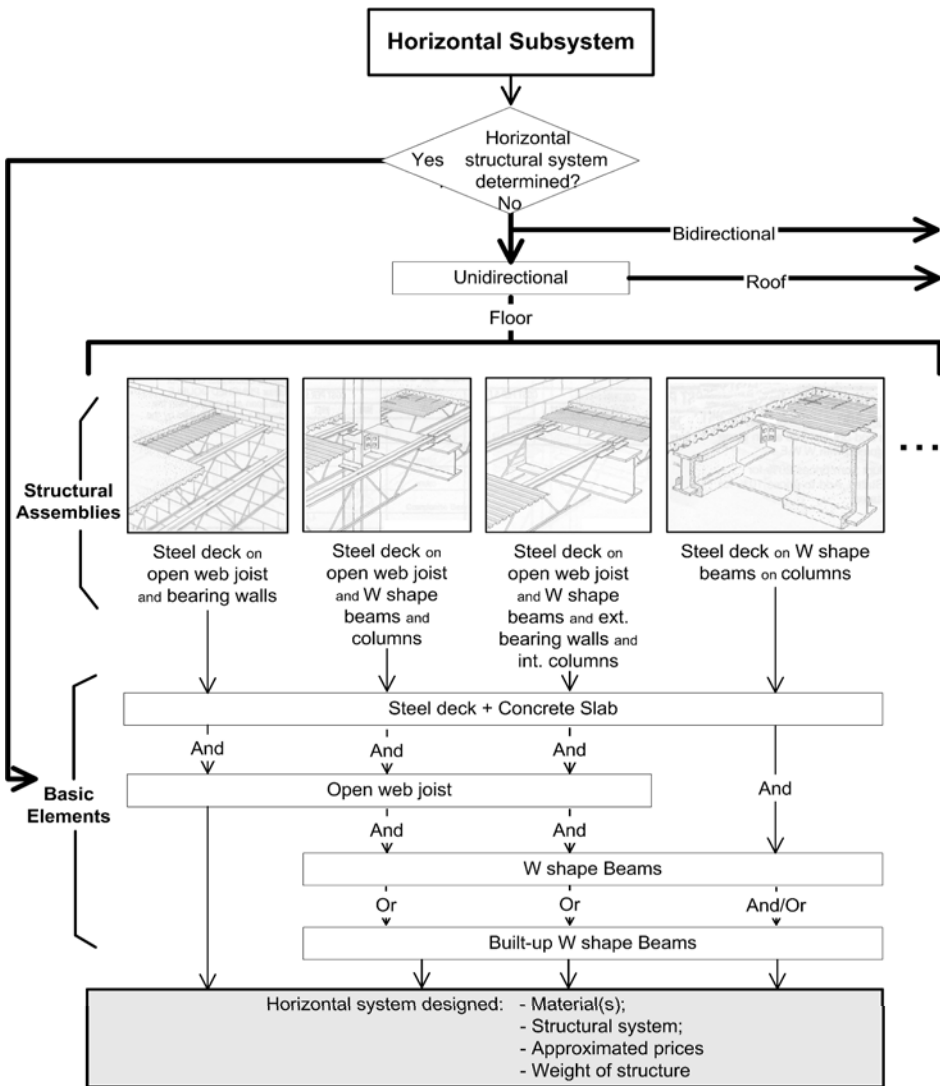 Horizontal Subsystem
Horizontal
Yes structural system
determined?
No
Bidirectional
Unidirectional
Roof
Floor
Structural
Assemblies
Steel deck on
open web joist
and bearing walls
Steel deck on
open web joist
and W shape
beams and
columns
Steel deck on
open web joist
and W shape
beams and ext.
bearing walls and
int. columns
Steel deck on W shape
beams on columns
...
Basic
Elements
Steel deck + Concrete Slab
And And And
Open web joist
And
And And
W shape Beams
Or Or And/Or
Built-up W shape Beams
Horizontal system designed: - Material(s);
- Structural system;
- Approximated prices
- Weight of structure